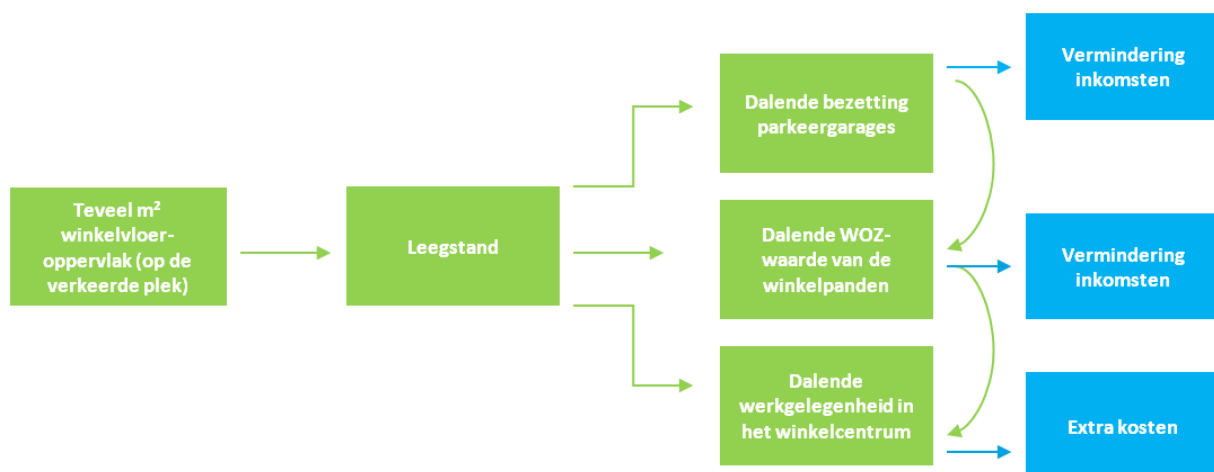 Teveel m²
winkelvloer-
oppervlak (op de
verkeerde plek)
Leegstand
Dalende bezetting
parkeergarages
Dalende WOZ-
waarde van de
winkelpanden
Dalende
werkgelegenheid in
het winkelcentrum
Vermindering
inkomsten
Vermindering
inkomsten
Extra kosten